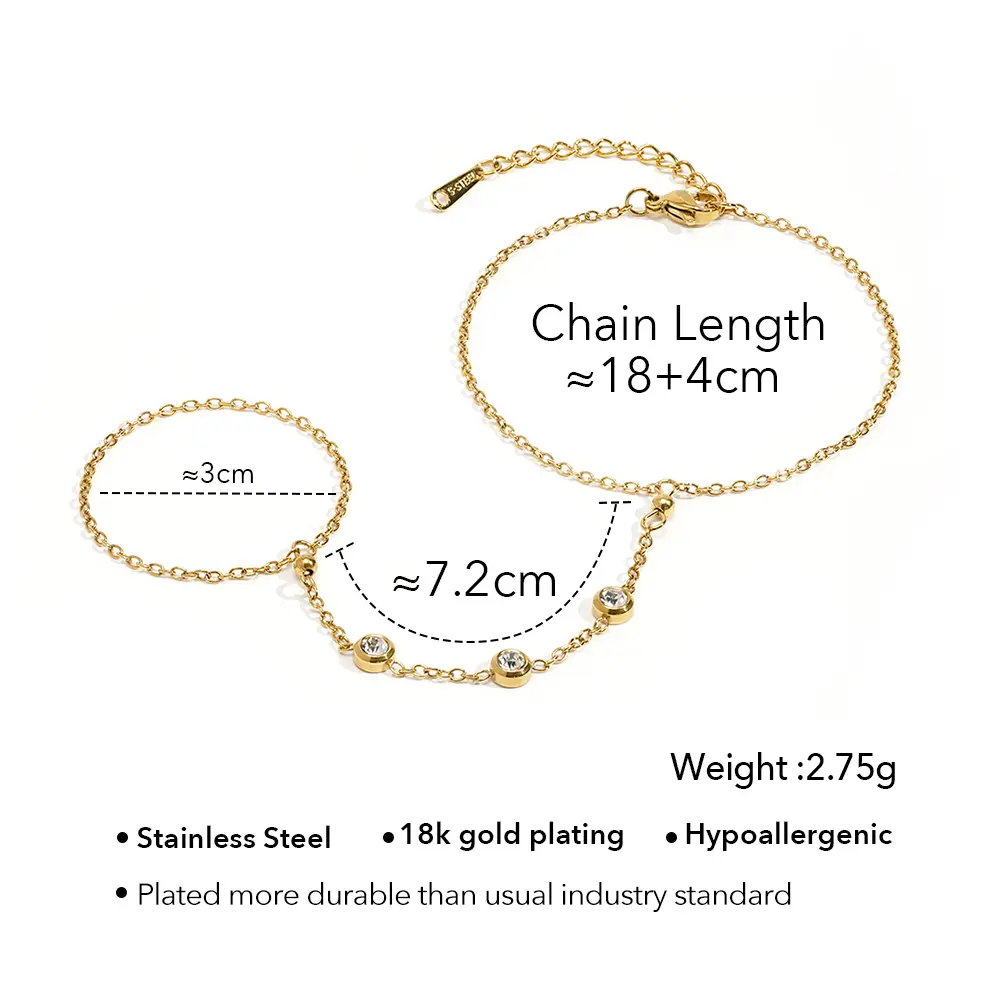 S-STEEL
Chain Length
≈18+4cm
≈3cm
≈7.2cm
Weight :2.75g
• Stainless Steel
• 18k gold plating
• Hypoallergenic
• Plated more durable than usual industry standard